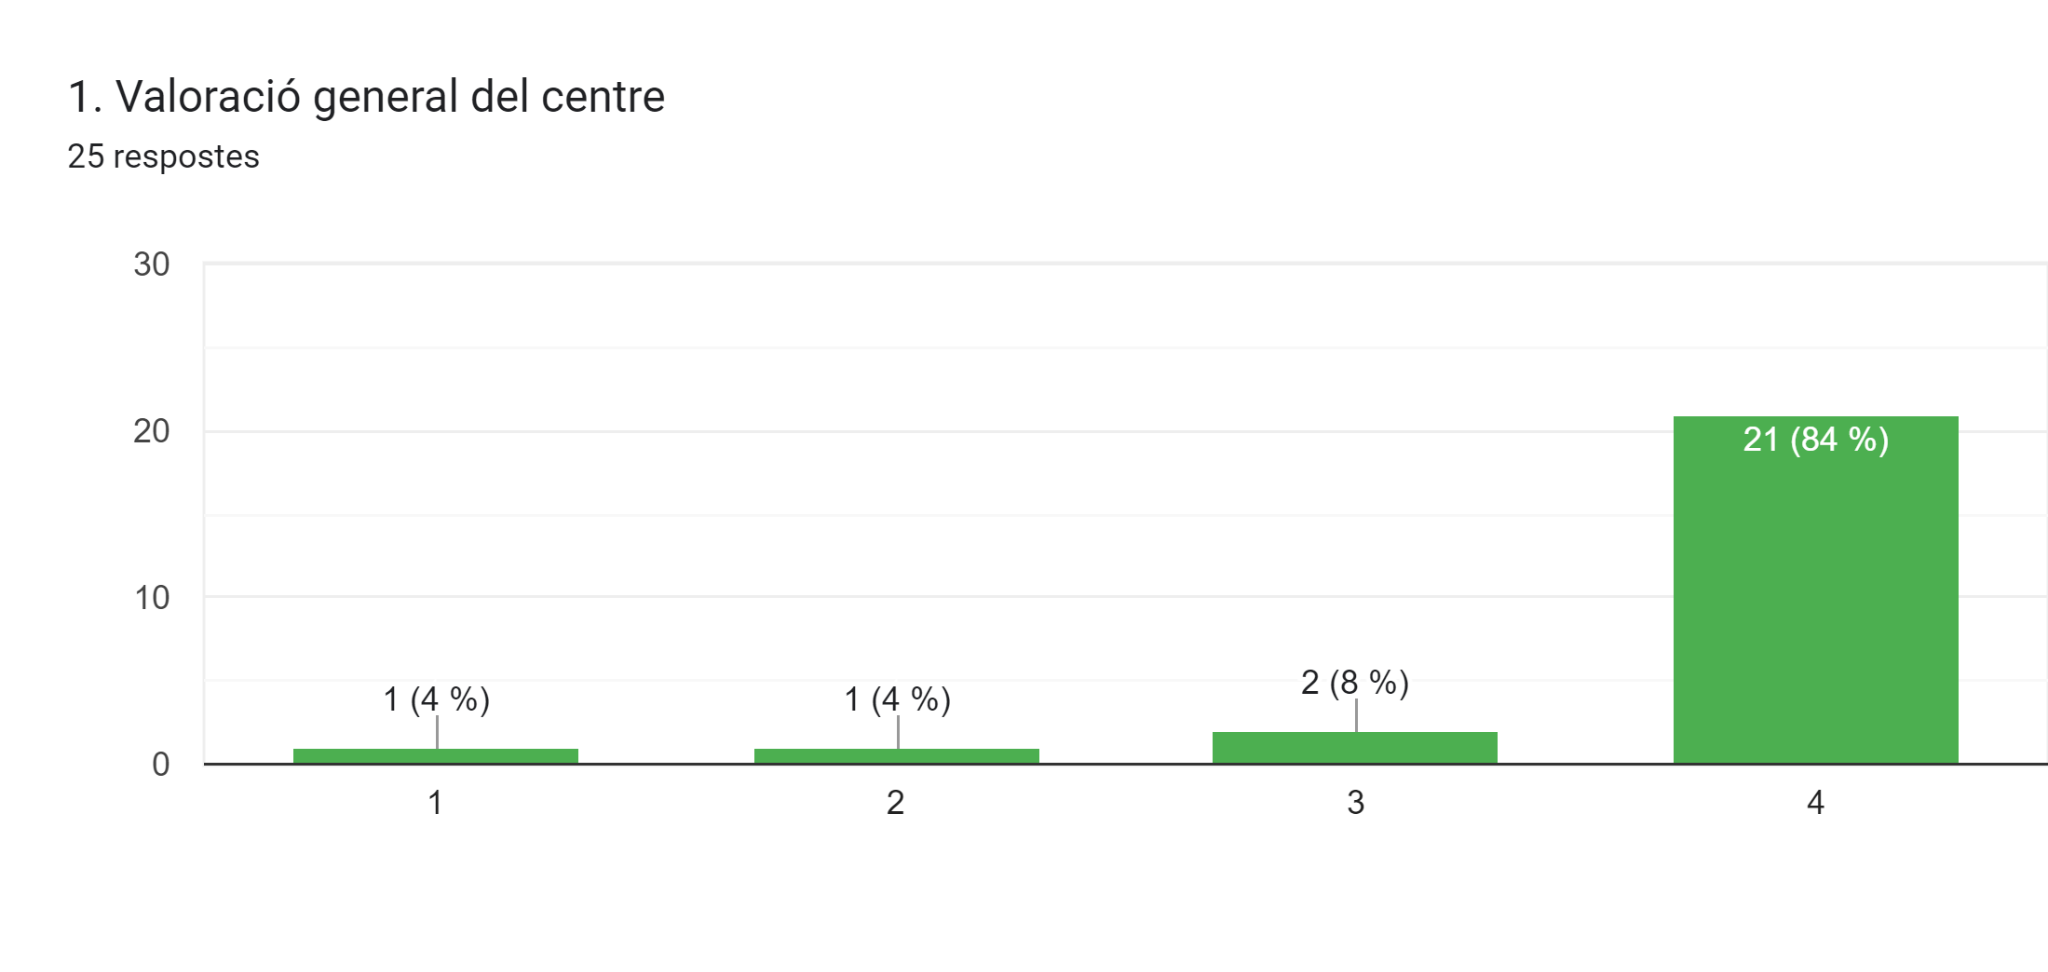 1. Valoració general del centre
25 respostes
30
20
10
0
1 (4 %)
1 (4 %)
2 (8 %)
21 (84 %)
1
2
3
4